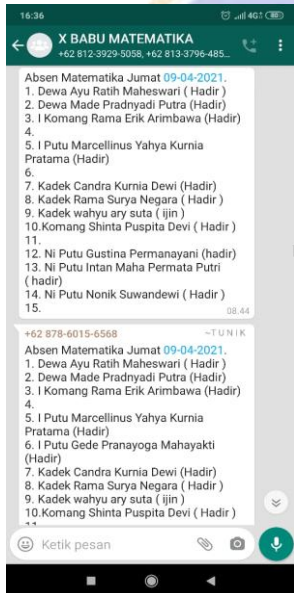 16:36
4G
X BABU MATEMATIKA
+62 812-3929-5058, +62 813-3796-485...
Absen Matematika Jumat 09-04-2021.
1. Dewa Ayu Ratih Maheswari ( Hadir )
2. Dewa Made Pradnyadi Putra (Hadir)
3. I Komang Rama Erik Arimbawa (Hadir)
4.
5. I Putu Marcellinus Yahya Kurnia
Pratama (Hadir)
6.
7. Kadek Candra Kurnia Dewi (Hadir)
8. Kadek Rama Surya Negara ( Hadir )
9. Kadek wahyu ary suta ( ijin )
10.Komang Shinta Puspita Devi ( Hadir )
11.
12. Ni Putu Gustina Permanayani (hadir)
13. Ni Putu Intan Maha Permata Putri
( hadir)
14. Ni Putu Nonik Suwandewi ( Hadir )
15.
08.44
+62 878-6015-6568 ~TUNIK
Absen Matematika Jumat 09-04-2021.
1. Dewa Ayu Ratih Maheswari ( Hadir )
2. Dewa Made Pradnyadi Putra (Hadir)
3. I Komang Rama Erik Arimbawa (Hadir)
4.
5. I Putu Marcellinus Yahya Kurnia
Pratama (Hadir)
6. I Putu Gede Pranayoga Mahayakti
(Hadir)
7. Kadek Candra Kurnia Dewi (Hadir)
8. Kadek Rama Surya Negara ( Hadir )
9. Kadek wahyu ary suta ( ijin )
10.Komang Shinta Puspita Devi ( Hadir )
Ketik pesan